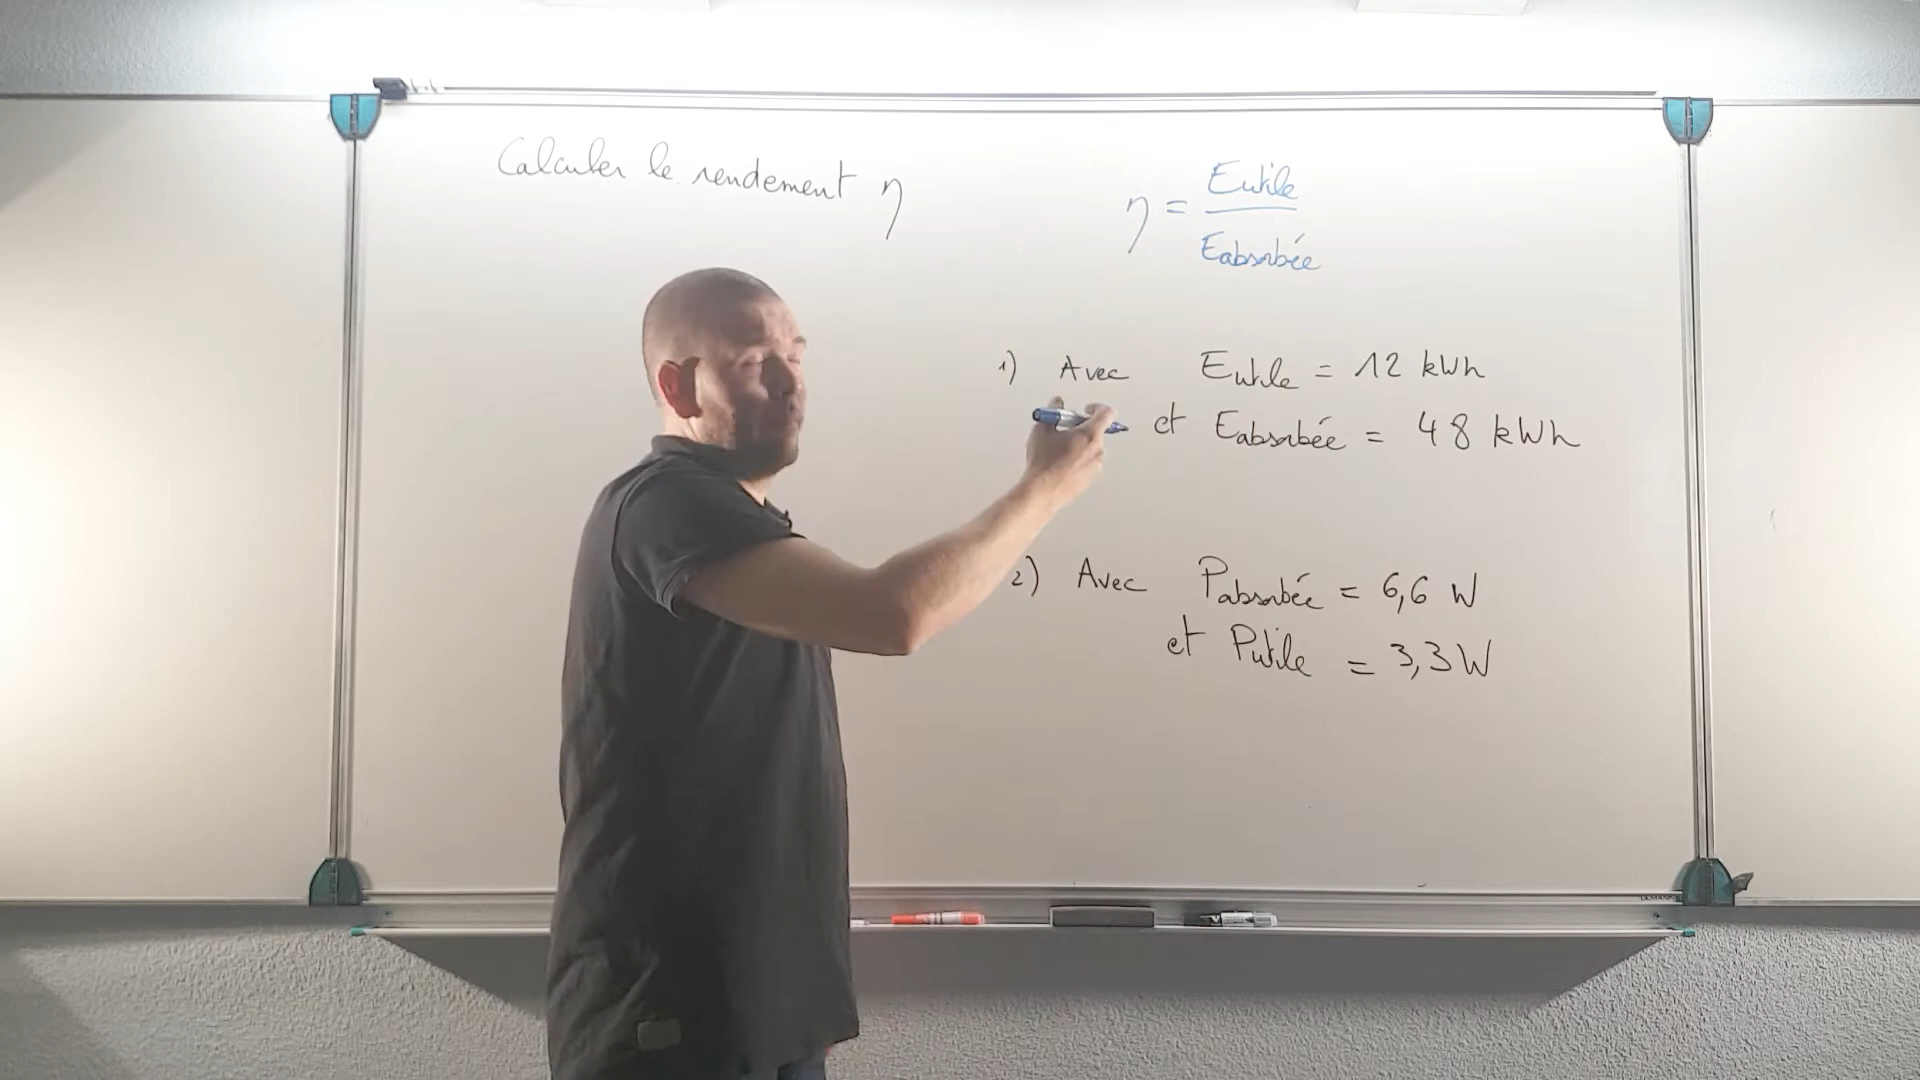 Calculer le rendement η
η = Eutile
Eabsorbée
1) Avec Eutile = 12 kWh
et Eabsorbée = 48 kWh
2) Avec Pabsorbée = 6,6 W
et Putile = 3,3 W